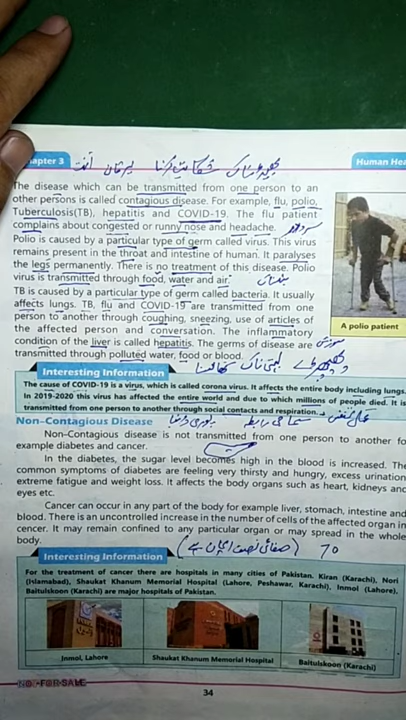 Chapter 3
Human Hea
The disease which can be transmitted from one person to an
other persons is called contagious disease. For example, flu, polio,
Tuberculosis(TB), hepatitis and COVID-19. The flu patient
complains about congested or runny nose and headache.
Polio is caused by a particular type of germ called virus. This virus
remains present in the throat and intestine of human. It paralyses
the legs permanently. There is no treatment of this disease. Polio
virus is transmitted through food, water and air.
TB is caused by a particular type of germ called bacteria. It usually
affects lungs. TB, flu and COVID-19 are transmitted from one
person to another through coughing, sneezing, use of articles of
the affected person and conversation. The inflammatory
condition of the liver is called hepatitis. The germs of disease are
transmitted through polluted water, food or blood.
A polio patient
Interesting Information
The cause of COVID-19 is a virus, which is called corona virus. It affects the entire body including lungs.
In 2019-2020 this virus has affected the entire world and due to which millions of people died. It is
transmitted from one person to another through social contacts and respiration.
Non-Contagious Disease
Non-Contagious disease is not transmitted from one person to another for
example diabetes and cancer.
In the diabetes, the sugar level becomes high in the blood is increased. The
common symptoms of diabetes are feeling very thirsty and hungry, excess urination
extreme fatigue and weight loss. It affects the body organs such as heart, kidneys and
eyes etc.
Cancer can occur in any part of the body for example liver, stomach, intestine and
blood. There is an uncontrolled increase in the number of cells of the affected organ in
cencer. It may remain confined to any particular organ or may spread in the whole
body.
Interesting Information
For the treatment of cancer there are hospitals in many cities of Pakistan. Kiran (Karachi), Nori
(Islamabad), Shaukat Khanum Memorial Hospital (Lahore, Peshawar, Karachi), Inmol (Lahore),
Baitulskoon (Karachi) are major hospitals of Pakistan.
Inmol, Lahore
Shaukat Khanum Memorial Hospital
Baitulskoon (Karachi)
NOT FOR SALE
34